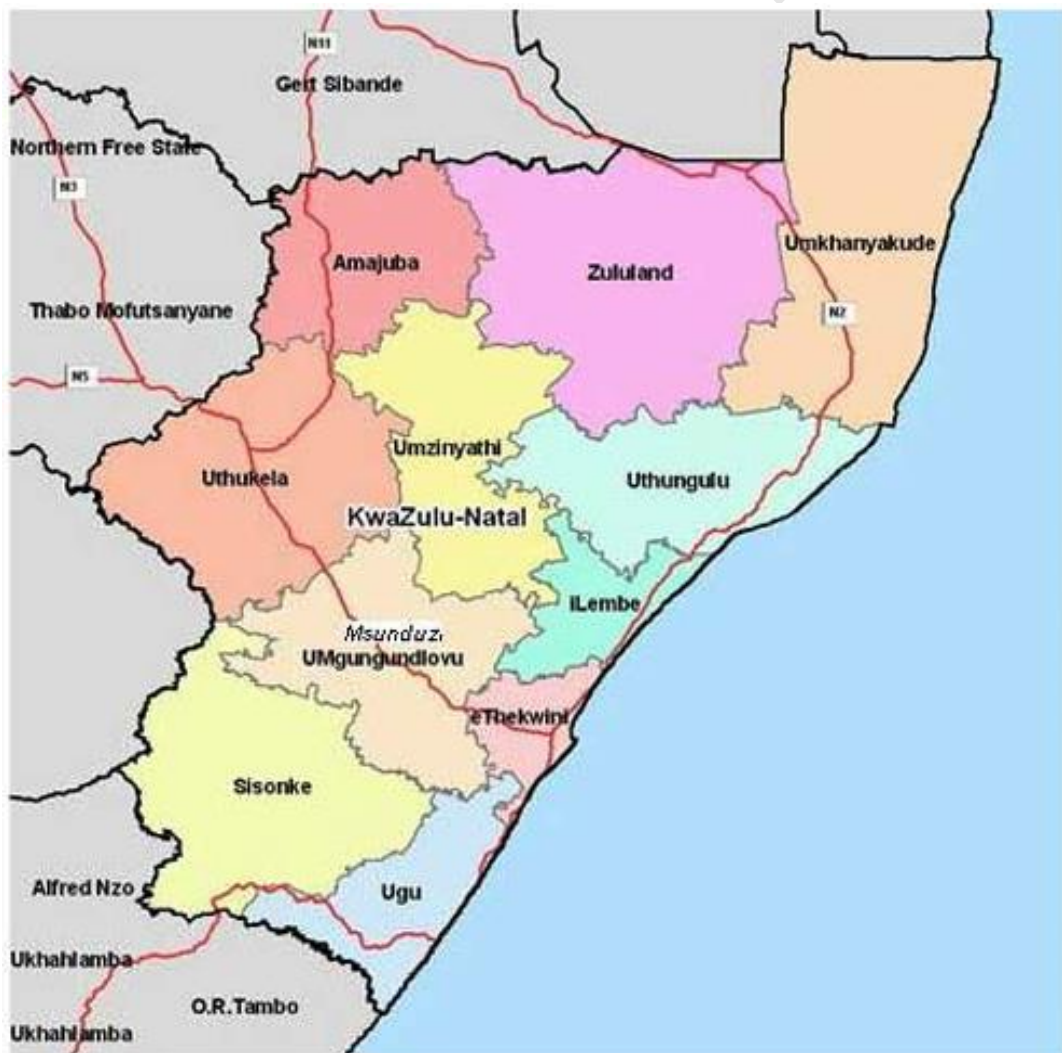 N11
Gert Sibande
Northern Free State
N3
Amajuba
Zululand
Umkhanyakude
Thabo Mofutsanyane
N2
N5
Umzinyathi
Uthukela
Uthungulu
KwaZulu-Natal
iLembe
Msunduzi
UMgungundlovu
eThekwini
Sisonke
Alfred Nzo
Ugu
Ukhahlamba
O.R.Tambo
Ukhahlamba